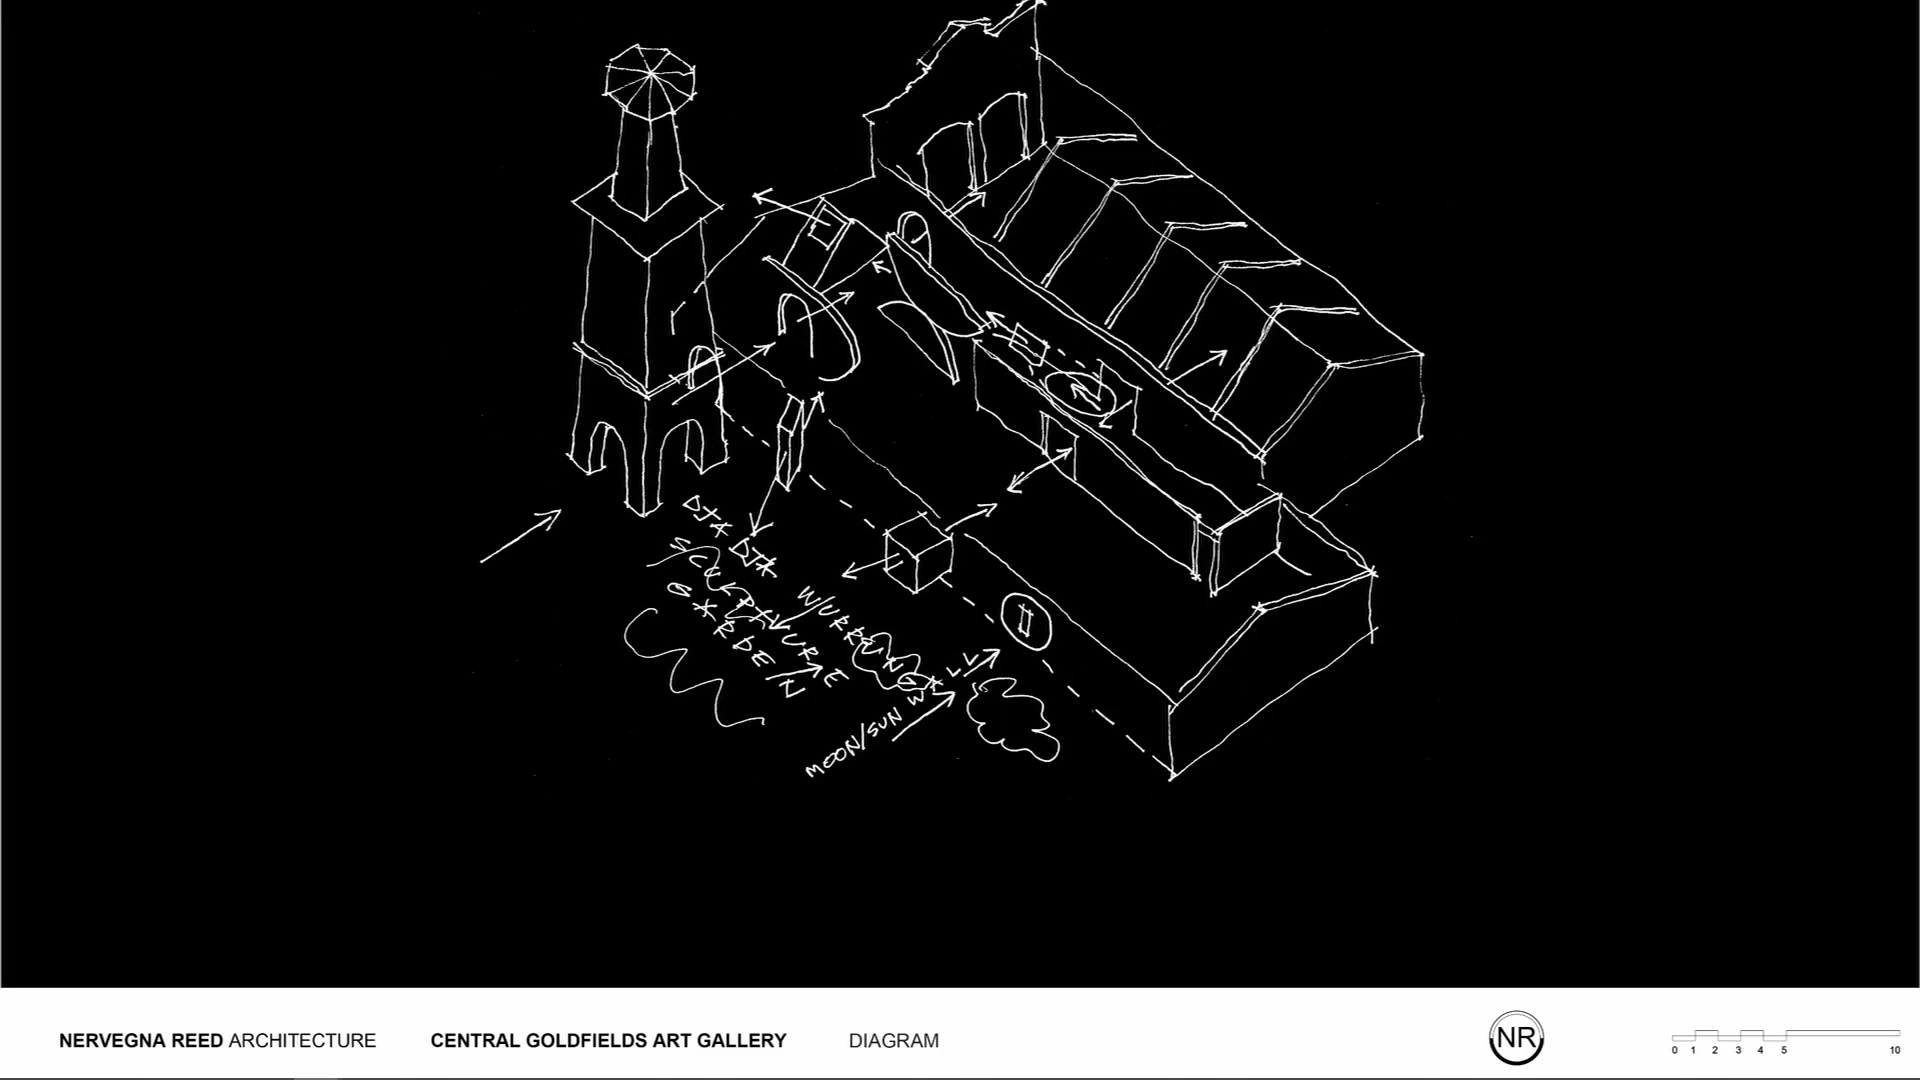 DJA DJA
WURRUNG
SCULPTURE
GARDEN
MOON/SUN WALL
NERVEGNA REED ARCHITECTURE
CENTRAL GOLDFIELDS ART GALLERY
DIAGRAM
NR
0 1 2 3 4 5 10